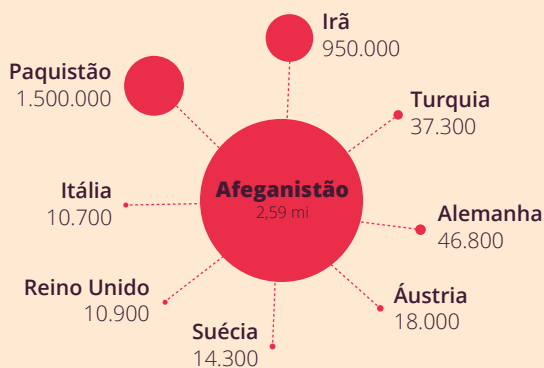 Irã
950.000
Paquistão
1.500.000
Turquia
37.300
Afeganistão
2,59 mi
Itália
10.700
Alemanha
46.800
Reino Unido
10.900
Áustria
18.000
Suécia
14.300